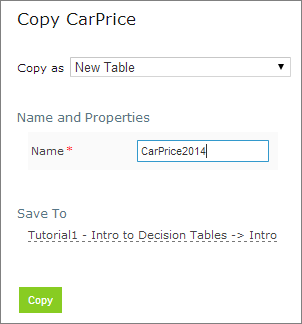 Copy CarPrice
Copy as New Table
Name and Properties
Name * CarPrice2014
Save To
Tutorial1 - Intro to Decision Tables -> Intro
Copy